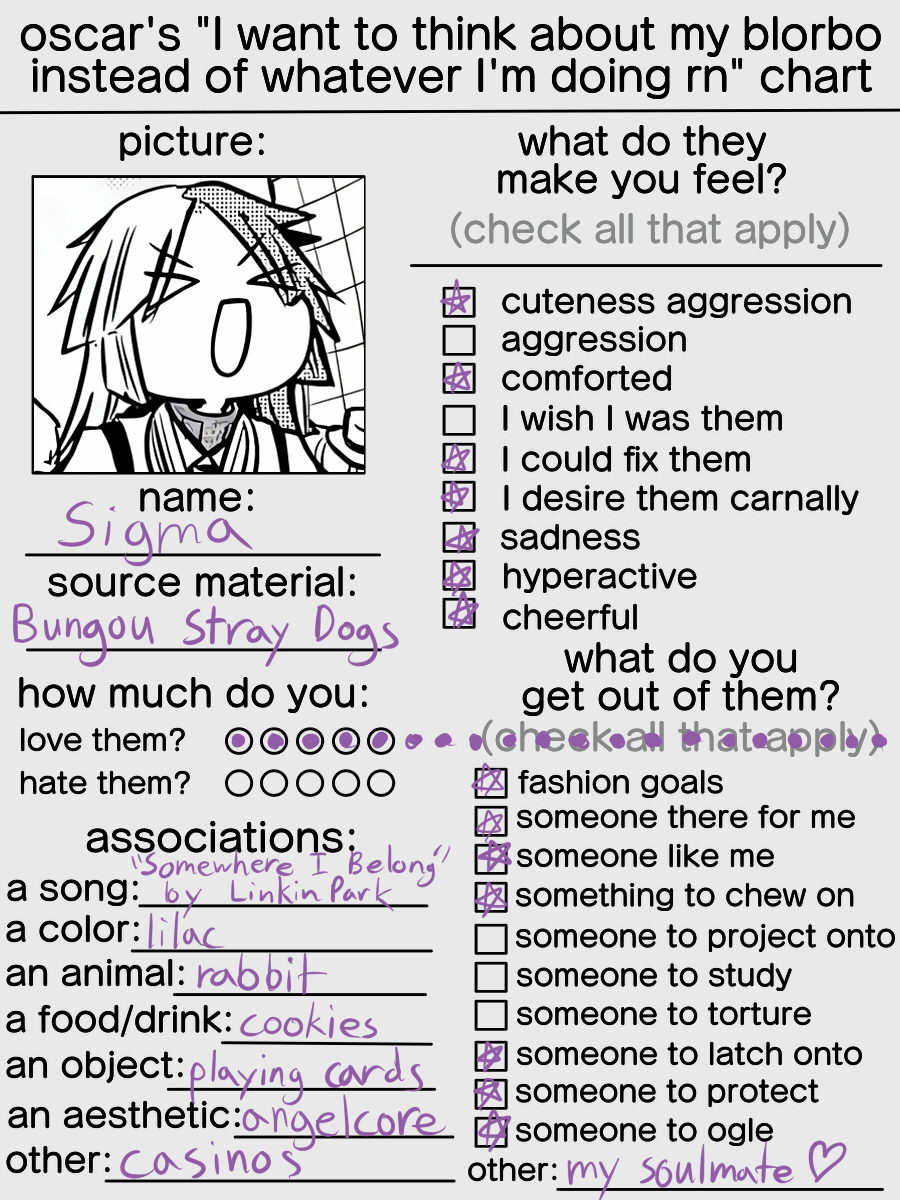 oscar's "I want to think about my blorbo
instead of whatever I'm doing rn" chart
picture:
name:
Sigma
source material:
Bungou Stray Dogs
how much do you:
love them?
hate them?
associations:
a song: "Somewhere I Belong"
by Linkin Park
a color: lilac
an animal: rabbit
a food/drink: cookies
an object: playing cards
an aesthetic: angelcore
other: casinos
what do they
make you feel?
(check all that apply)
cuteness aggression
aggression
comforted
I wish I was them
I could fix them
I desire them carnally
sadness
hyperactive
cheerful
what do you
get out of them?
(check all that apply)
fashion goals
someone there for me
someone like me
something to chew on
someone to project onto
someone to study
someone to torture
someone to latch onto
someone to protect
someone to ogle
other: my soulmate ♡